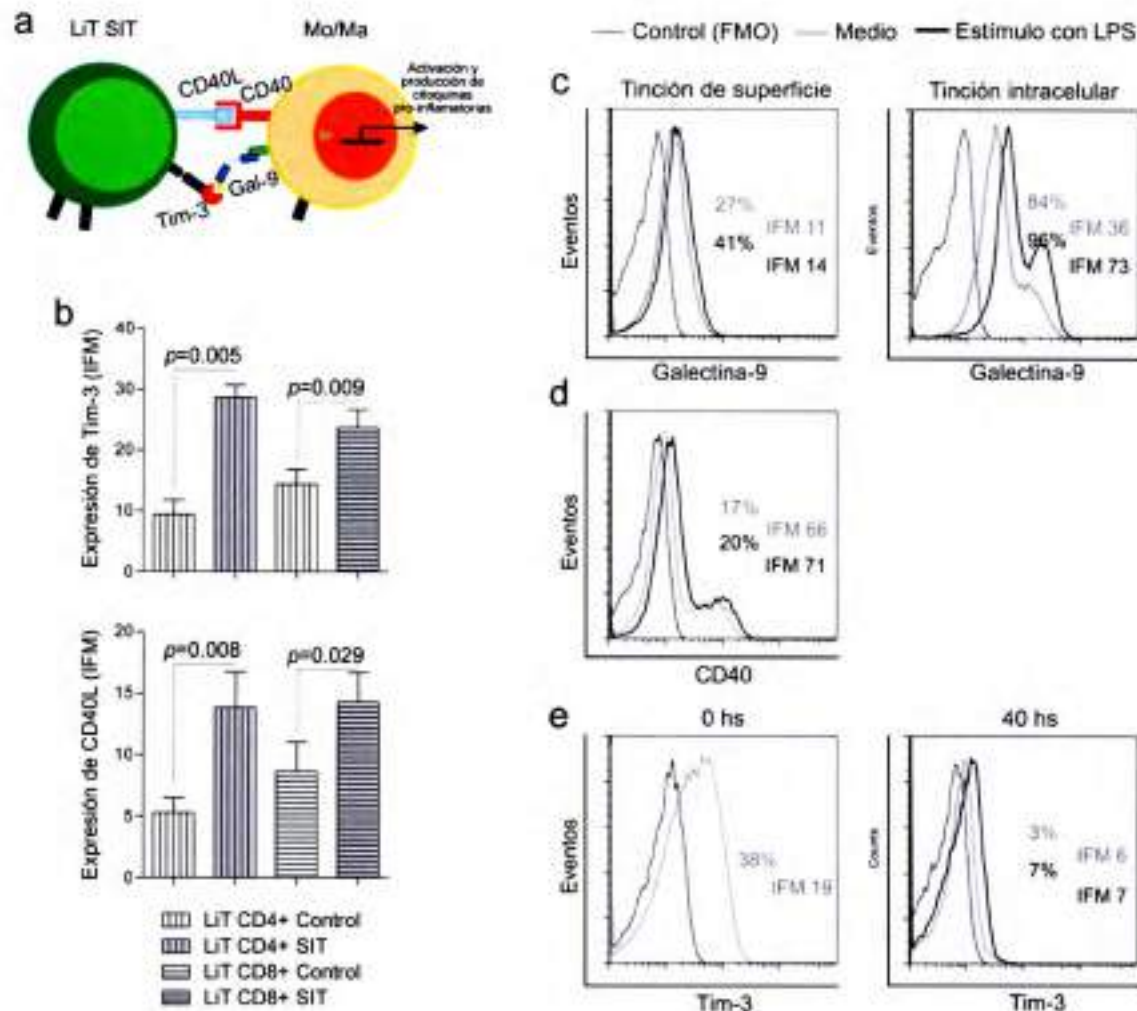 a
LiT SIT
Mo/Ma
CD40L
CD40
Activación y
producción de
citoquinas
pro-inflamatorias
Tim-3
Gal-9
Control (FMO)
Medio
Estímulo con LPS
b
Expresión de Tim-3 (IFM)
40
30
20
10
0
p=0.005
p=0.009
Expresión de CD40L (IFM)
20
15
10
5
0
p=0.008
p=0.029
LiT CD4+ Control
LiT CD4+ SIT
LiT CD8+ Control
LiT CD8+ SIT
c
Tinción de superficie
Eventos
27%
IFM 11
41%
IFM 14
Galectina-9
Tinción intracelular
Eventos
84%
IFM 36
96%
IFM 73
Galectina-9
d
Eventos
17%
IFM 66
20%
IFM 71
CD40
e
0 hs
Eventos
38%
IFM 19
Tim-3
40 hs
Counts
3%
IFM 6
7%
IFM 7
Tim-3